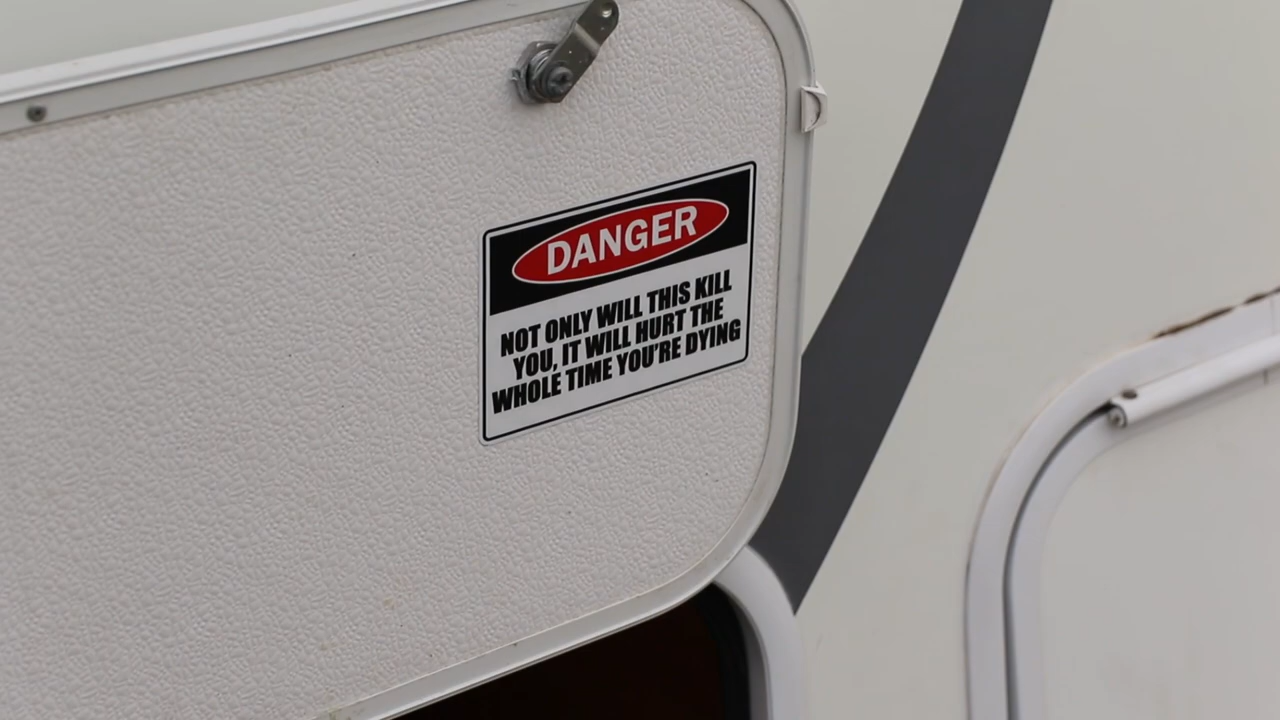 DANGER
NOT ONLY WILL THIS KILL
YOU, IT WILL HURT THE
WHOLE TIME YOU'RE DYING